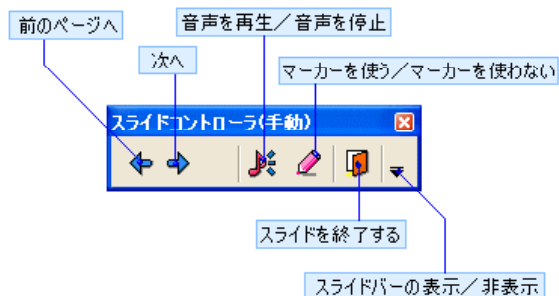 前のページへ
音声を再生／音声を停止
次へ
マーカーを使う／マーカーを使わない
スライドコントローラ(手動)
スライドを終了する
スライドバーの表示／非表示